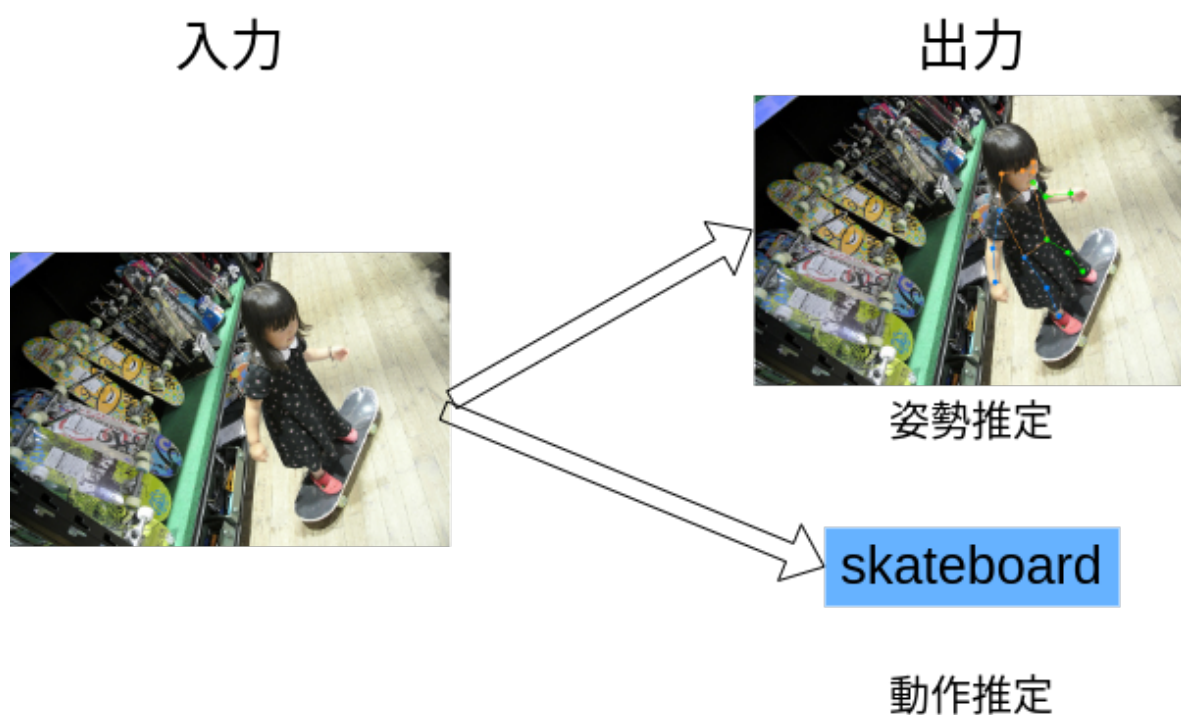 入力
出力
姿勢推定
skateboard
動作推定